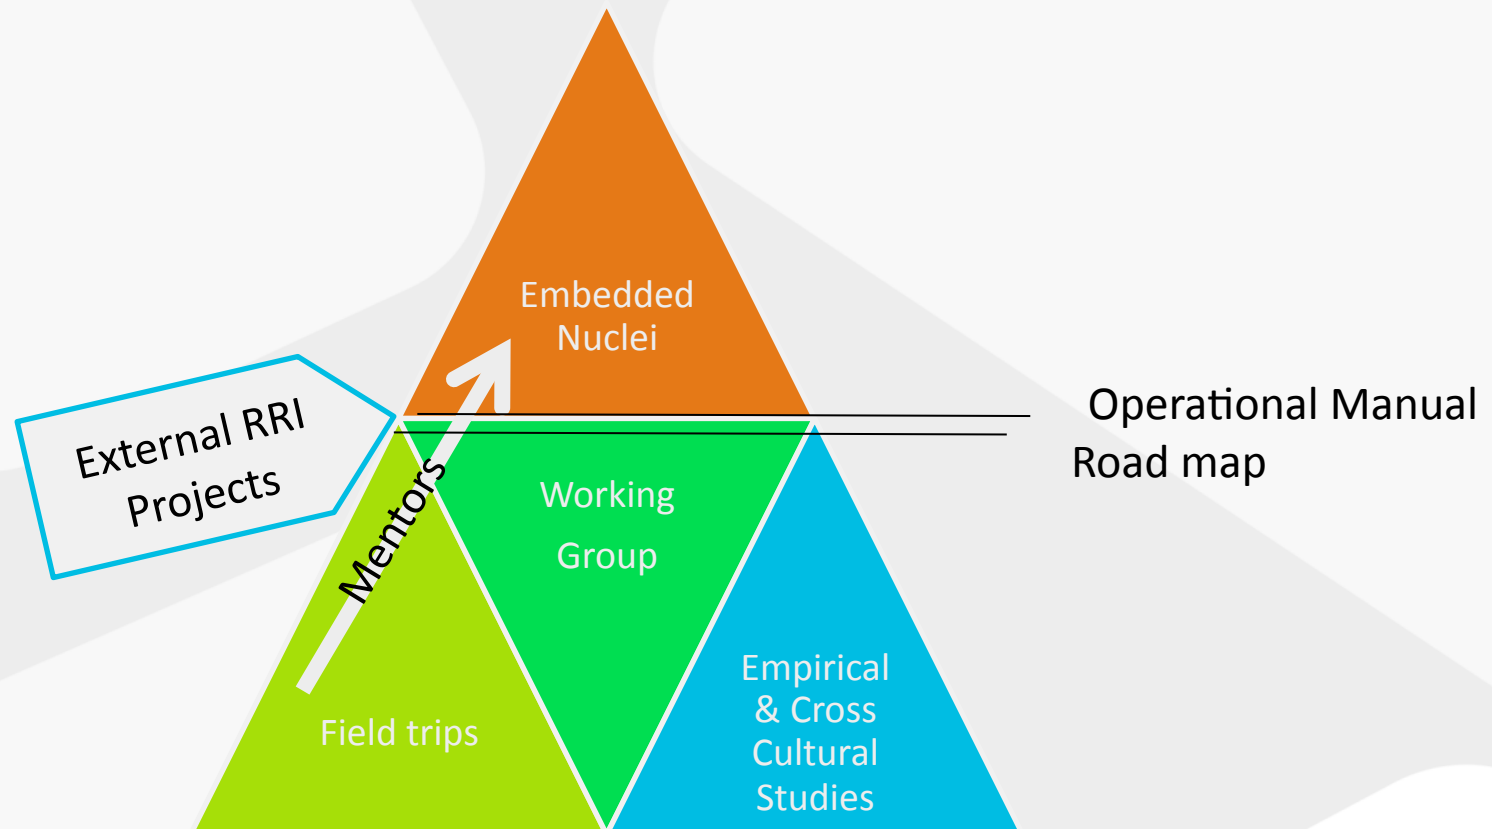 Embedded
Nuclei
External RRI
Projects
Mentors
Operational Manual
Road map
Working
Group
Field trips
Empirical
& Cross
Cultural
Studies